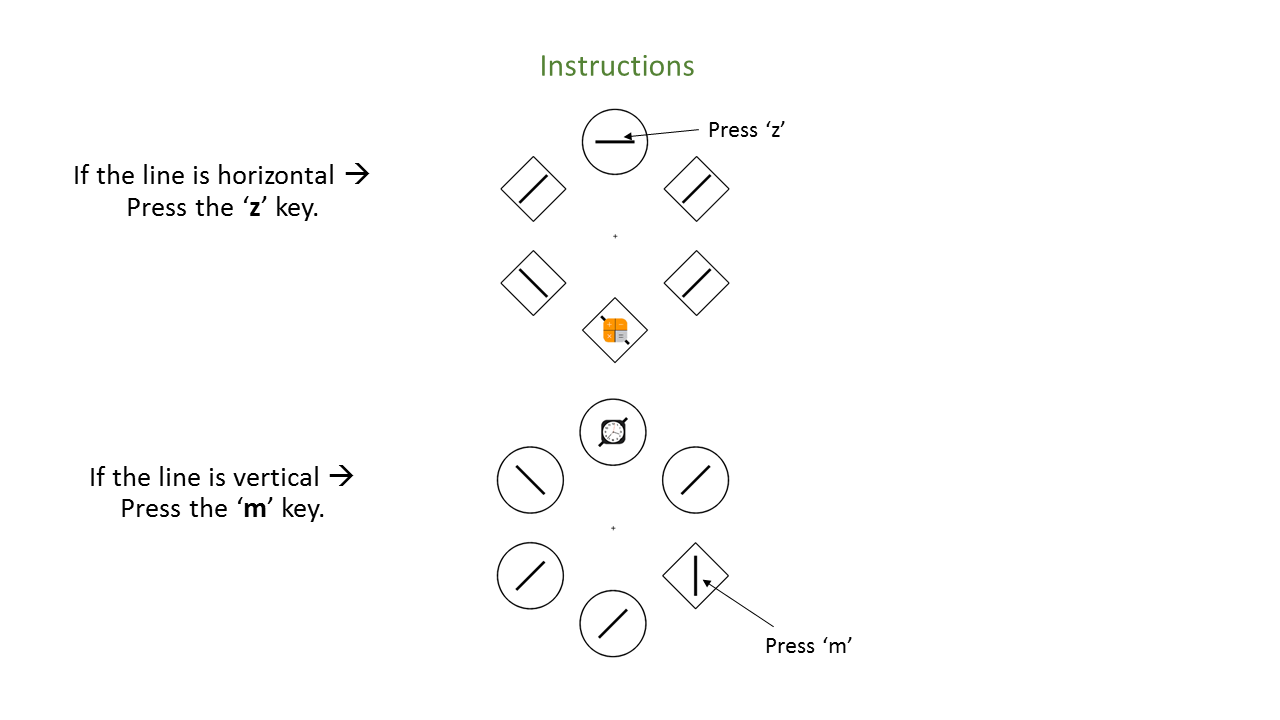 Instructions
Press ‘z’
If the line is horizontal →
Press the ‘z’ key.
If the line is vertical →
Press the ‘m’ key.
Press ‘m’